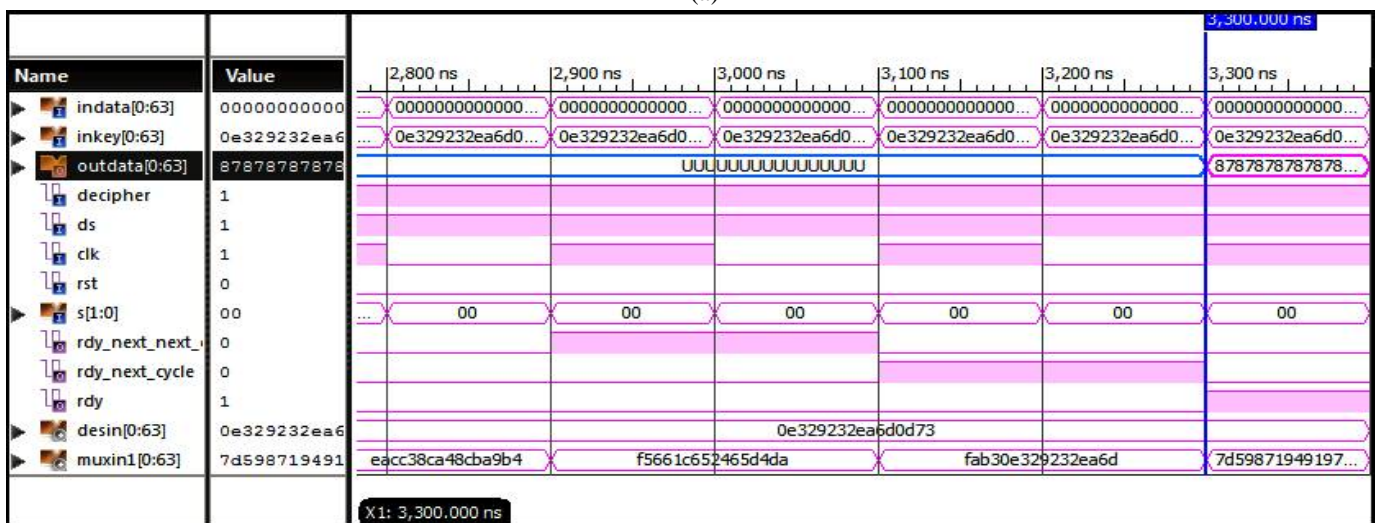 3,300.000 ns
Name Value 2,800 ns 2,900 ns 3,000 ns 3,100 ns 3,200 ns 3,300 ns
indata[0:63] 00000000000 ... 0000000000000... 0000000000000... 0000000000000... 0000000000000... 0000000000000... 0000000000000...
inkey[0:63] 0e329232ea6 ... 0e329232ea6d0... 0e329232ea6d0... 0e329232ea6d0... 0e329232ea6d0... 0e329232ea6d0... 0e329232ea6d0...
outdata[0:63] 87878787878 UUUUUUUUUUUUUUUU 8787878787878...
decipher 1
ds 1
clk 1
rst 0
s[1:0] 00 ... 00 00 00 00 00 00
rdy_next_next_ 0
rdy_next_cycle 0
rdy 1
desin[0:63] 0e329232ea6 0e329232ea6d0d73
muxin1[0:63] 7d598719491 eacc38ca48cba9b4 f5661c652465d4da fab30e329232ea6d 7d59871949197...
X1: 3,300.000 ns